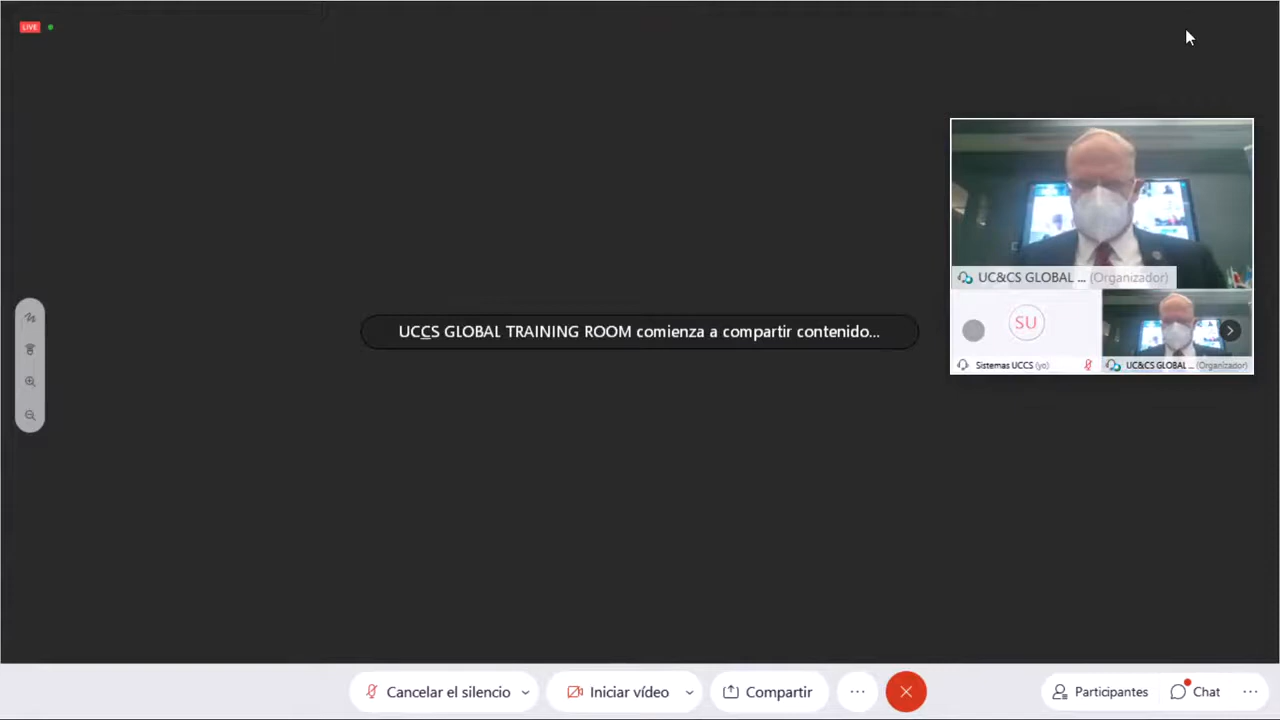 LIVE
UC&CS GLOBAL ... (Organizador)
SU
Sistemas UCCS (yo)
UC&CS GLOBAL ... (Organizador)
UCCS GLOBAL TRAINING ROOM comienza a compartir contenido...
Cancelar el silencio
Iniciar vídeo
Compartir
Participantes
Chat